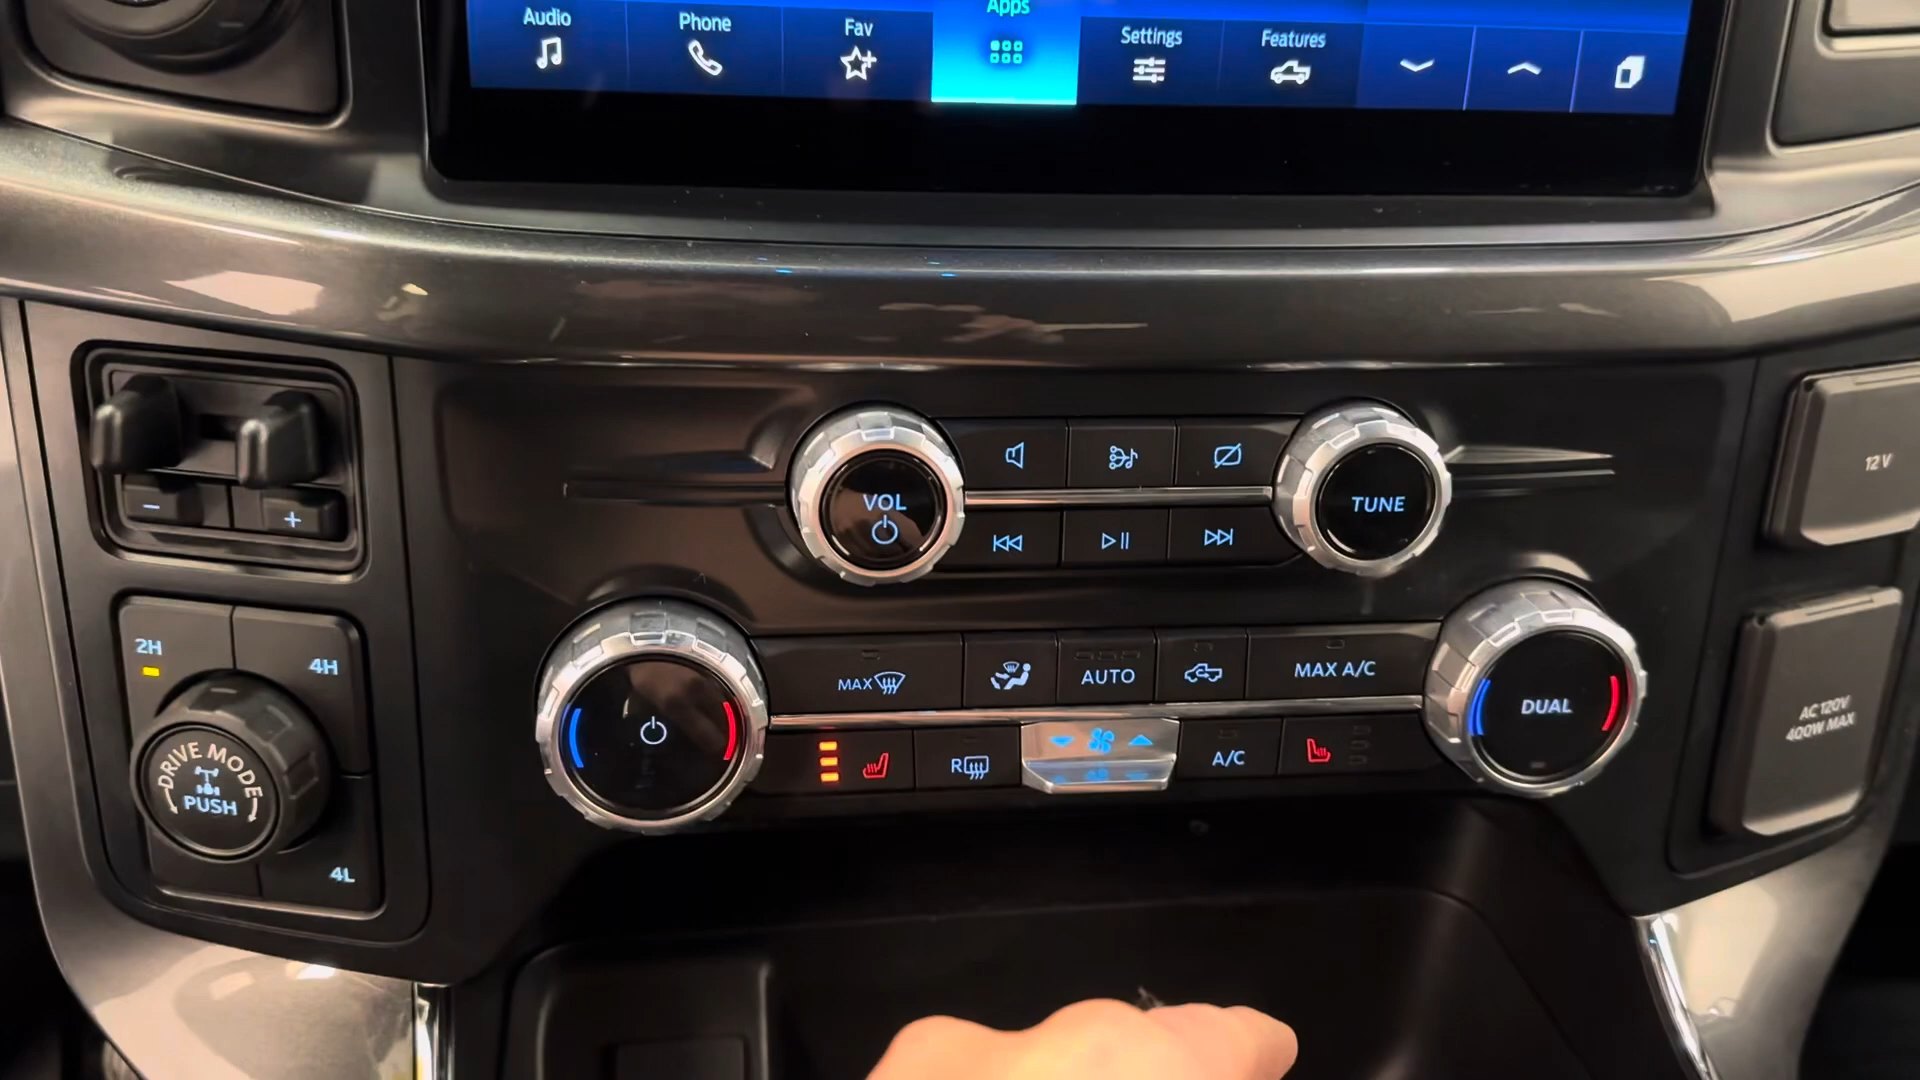 Audio
Phone
Fav
Apps
Settings
Features
12V
VOL
TUNE
− +
2H
4H
MAX
AUTO
MAX A/C
DUAL
AC 120V
400W MAX
DRIVE MODE
PUSH
R
A/C
4L